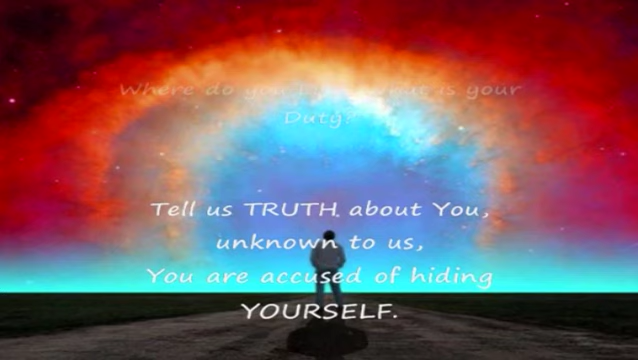 Where do you what is your
Duty?
Tell us TRUTH about You,
unknown to us,
You are accused of hiding
YOURSELF.